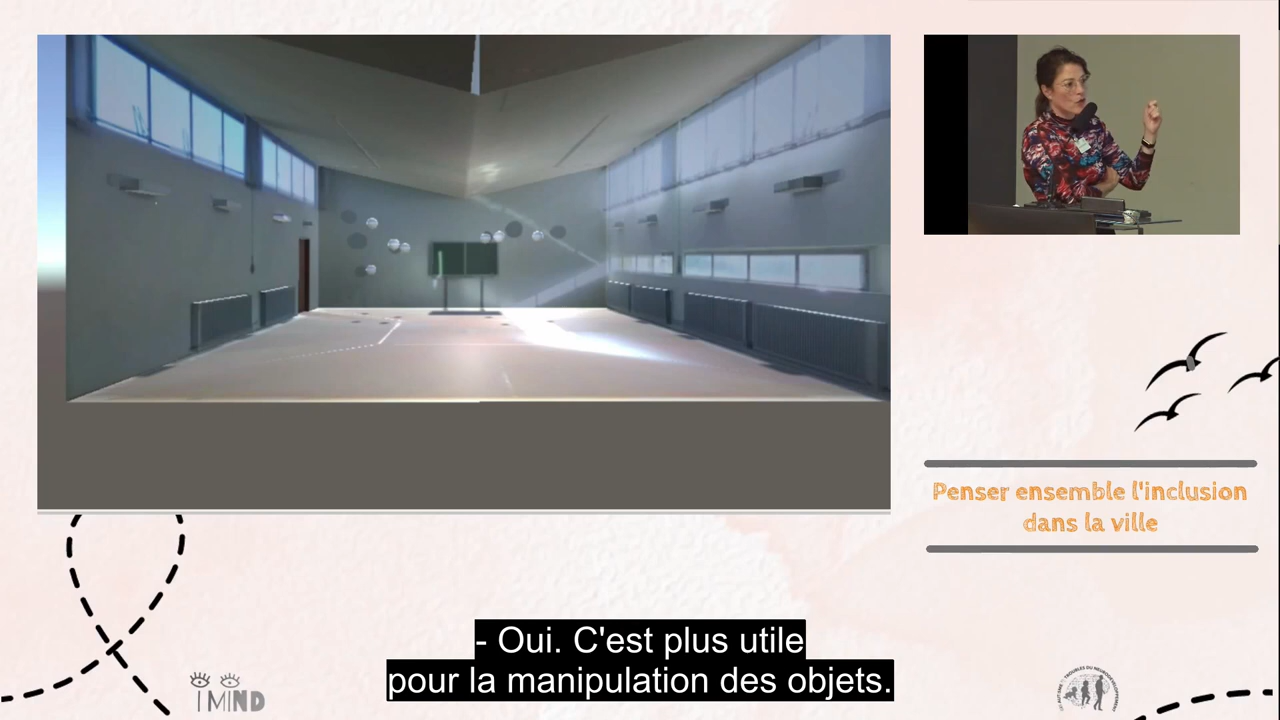 Penser ensemble l'inclusion
dans la ville
- Oui. C'est plus utile
pour la manipulation des objets.
I MIND